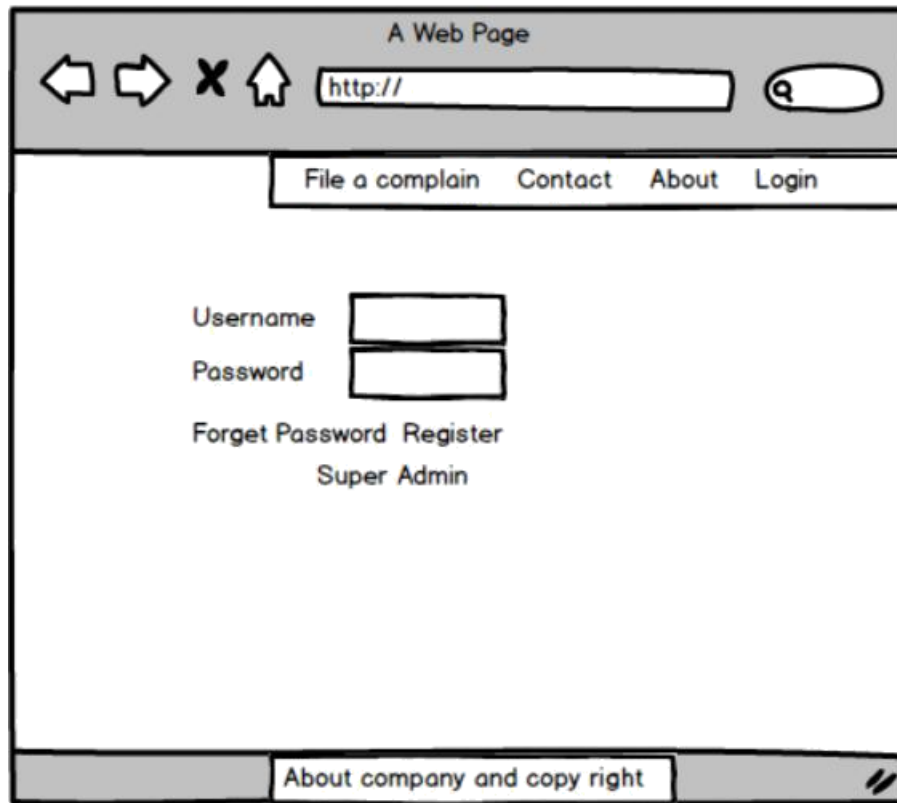 A Web Page
http://
File a complain Contact About Login
Username
Password
Forget Password Register
Super Admin
About company and copy right